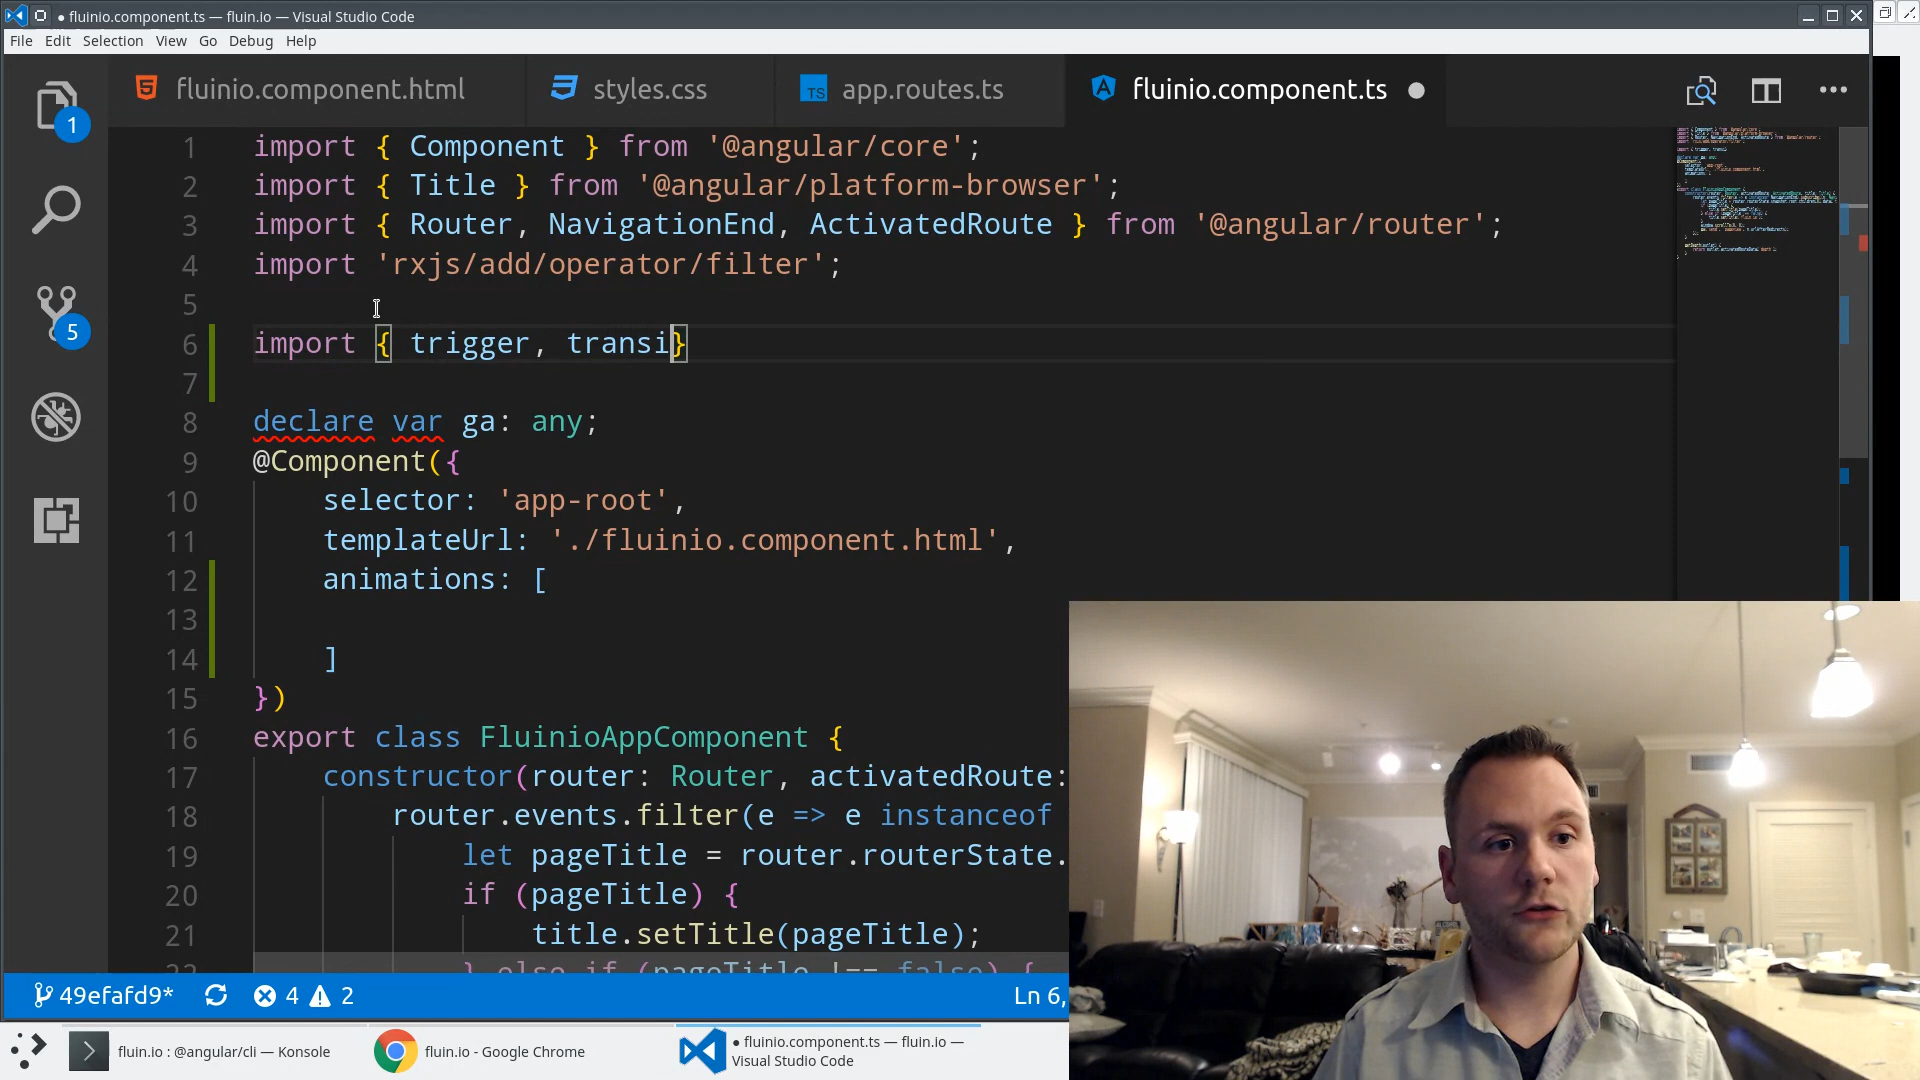 ● fluinio.component.ts — fluin.io — Visual Studio Code
File Edit Selection View Go Debug Help
fluinio.component.html styles.css TS app.routes.ts fluinio.component.ts ●
1 import { Component } from '@angular/core';
2 import { Title } from '@angular/platform-browser';
3 import { Router, NavigationEnd, ActivatedRoute } from '@angular/router';
4 import 'rxjs/add/operator/filter';
5
6 import { trigger, transi}
7
8 declare var ga: any;
9 @Component({
10 selector: 'app-root',
11 templateUrl: './fluinio.component.html',
12 animations: [
13
14 ]
15 })
16 export class FluinioAppComponent {
17 constructor(router: Router, activatedRoute:
18 router.events.filter(e => e instanceof
19 let pageTitle = router.routerState.
20 if (pageTitle) {
21 title.setTitle(pageTitle);
22 } else if (pageTitle !== false) {
1
5
49efafd9* 4 2 Ln 6,
fluin.io : @angular/cli — Konsole
fluin.io - Google Chrome
● fluinio.component.ts — fluin.io —
Visual Studio Code